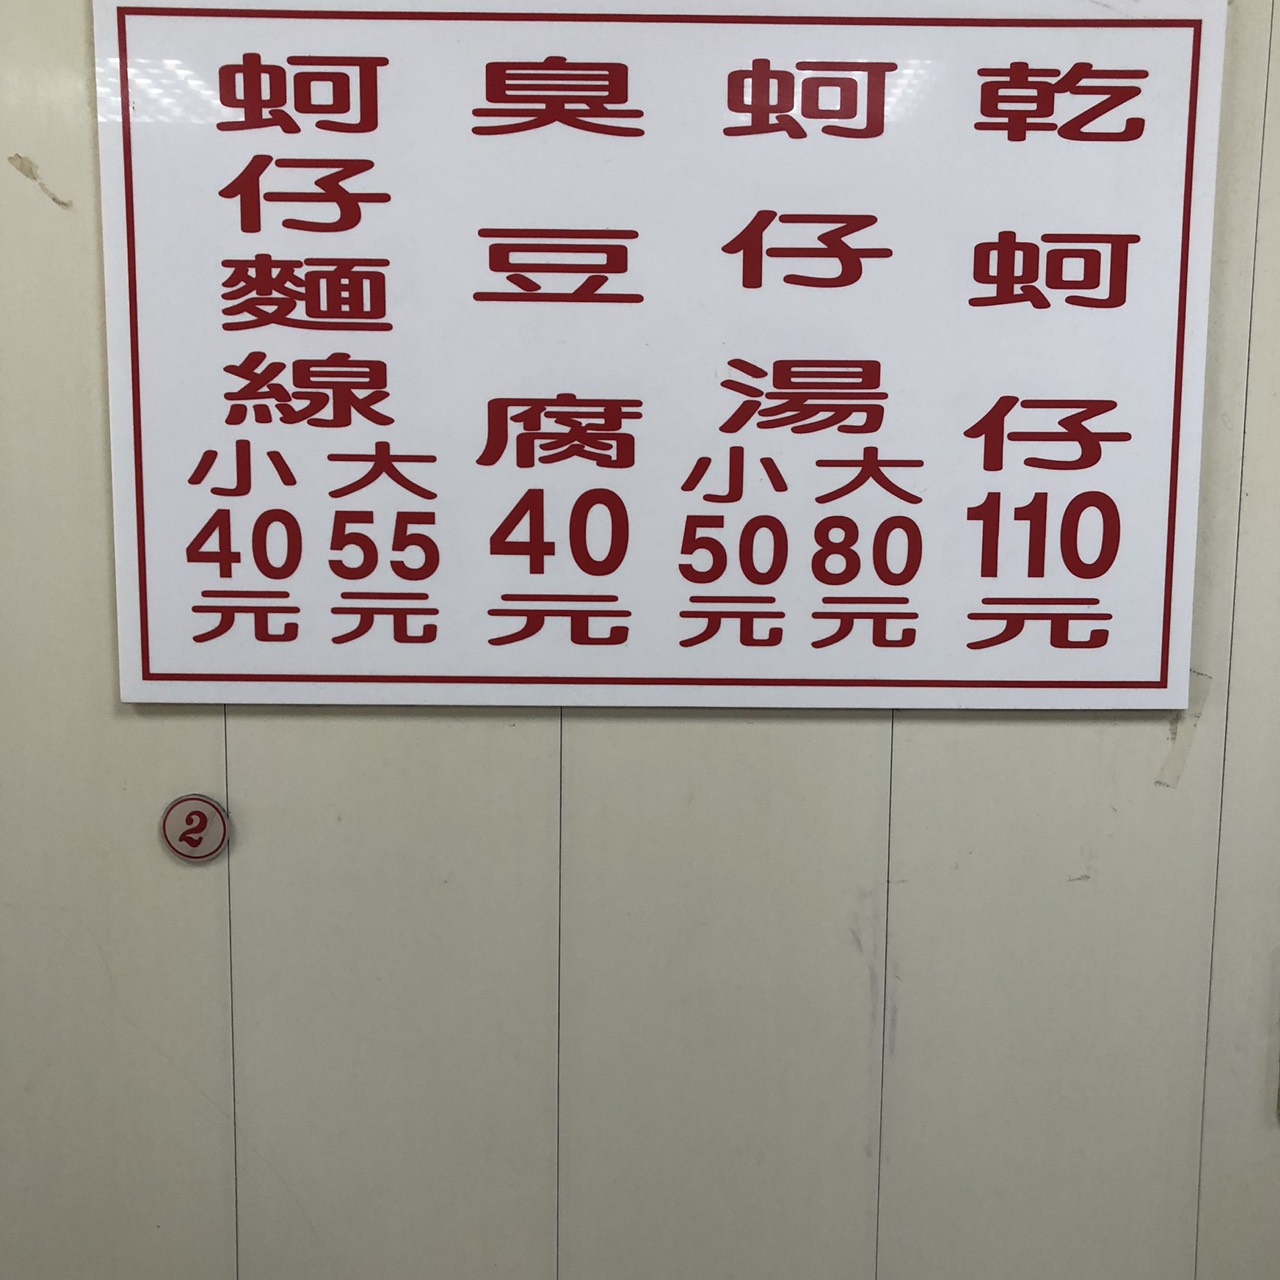 乾蚵仔
110元
蚵仔湯
小50元
大80元
臭豆腐
40元
蚵仔麵線
小40元
大55元
2